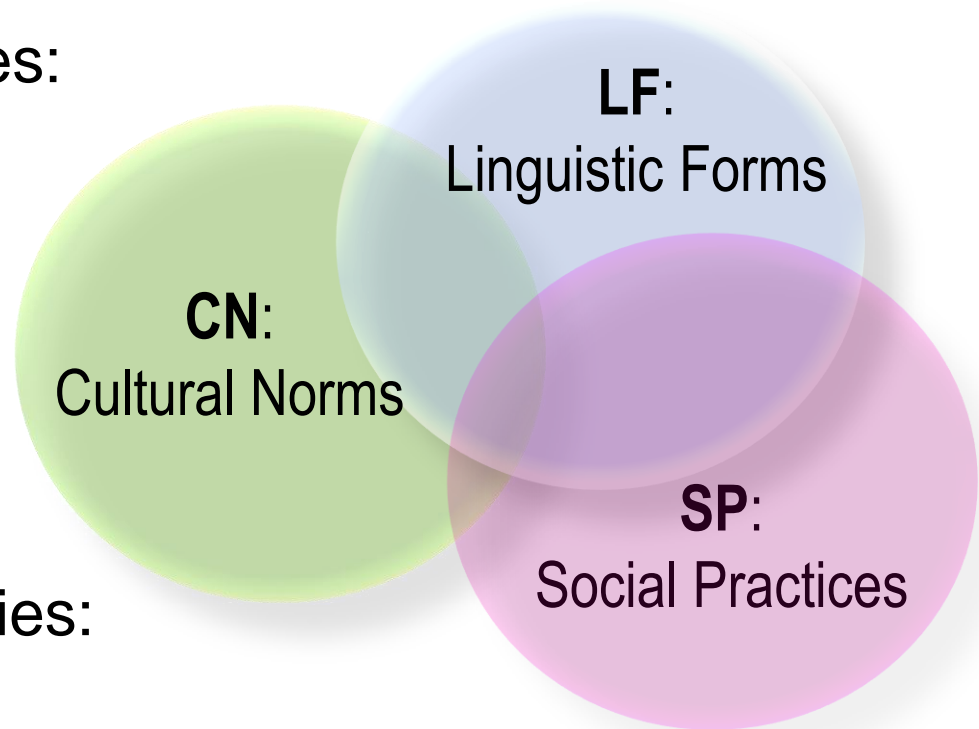 es:
LF:
Linguistic Forms
CN:
Cultural Norms
SP:
Social Practices
ies: